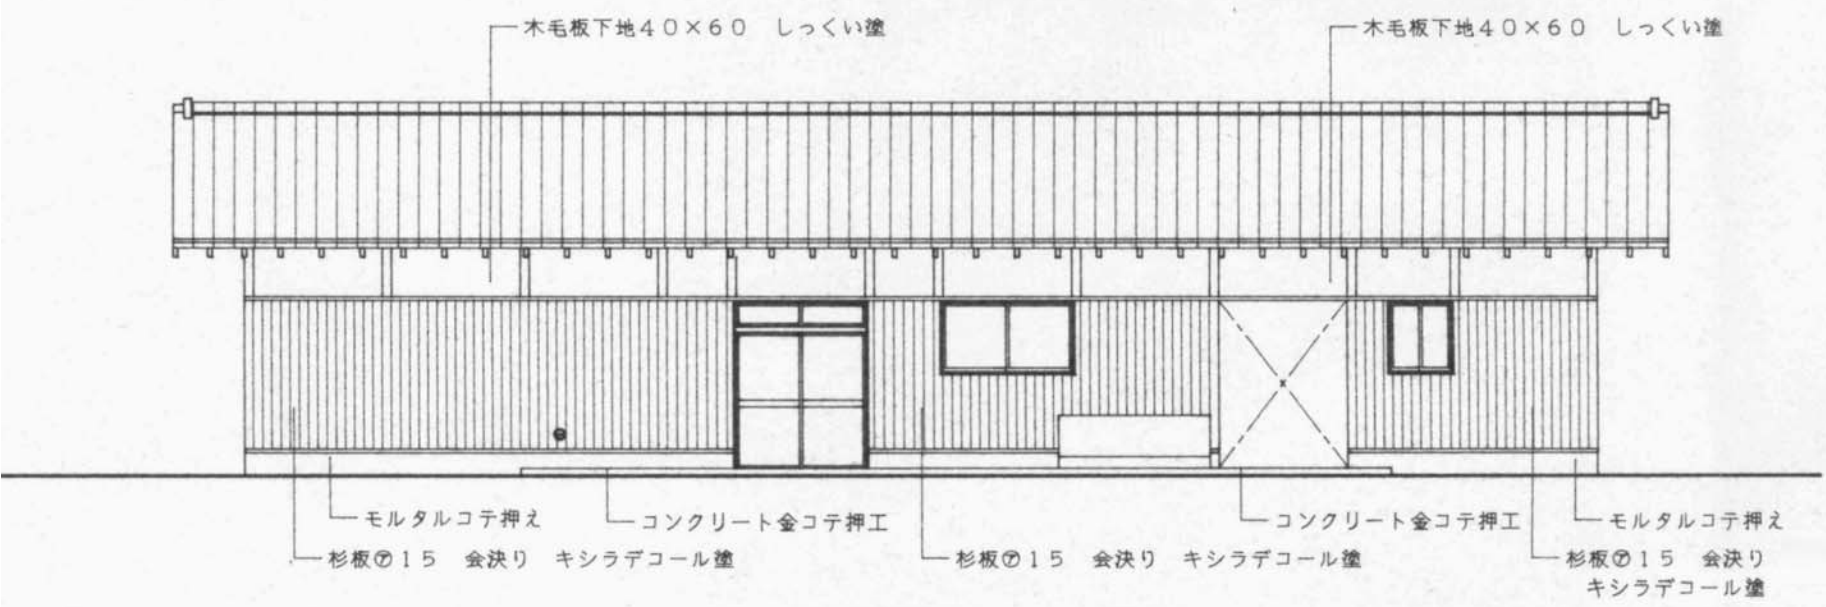 木毛板下地40×60 しっくい塗
木毛板下地40×60 しっくい塗
モルタルコテ押え
コンクリート金コテ押工
コンクリート金コテ押工
モルタルコテ押え
杉板㋐15 会決り キシラデコール塗
杉板㋐15 会決り キシラデコール塗
杉板㋐15 会決り
キシラデコール塗